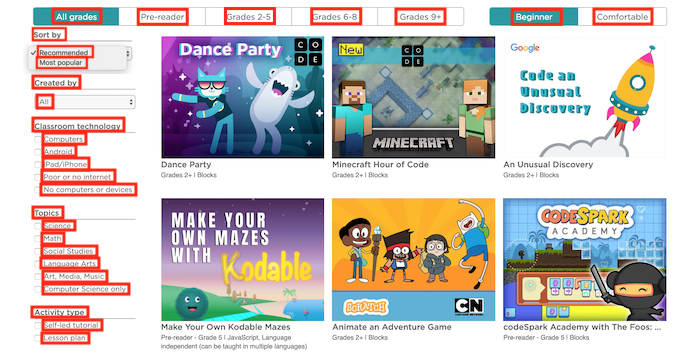 All grades
Pre-reader
Grades 2-5
Grades 6-8
Grades 9+
Beginner
Comfortable
Sort by
✓ Recommended
Most popular
Created by
All
Classroom technology
Computers
Android
iPad/iPhone
Poor or no internet
No computers or devices
Topics
Science
Math
Social Studies
Language Arts
Art, Media, Music
Computer Science only
Activity type
Self-led tutorial
Lesson plan
Dance Party
C O
D E
Dance Party
Grades 2+ | Blocks
New
C O
D E
MINECRAFT
Minecraft Hour of Code
Grades 2+ | Blocks
Google
Code an
Unusual
Discovery
An Unusual Discovery
Grades 2+ | Blocks
MAKE YOUR
OWN MAZES
WITH Kodable
Make Your Own Kodable Mazes
Pre-reader - Grade 5 | JavaScript, Language
independent (can be taught in multiple languages)
SCRATCH
CN
CARTOON NETWORK
Animate an Adventure Game
Grades 2+ | Blocks
CODESPARK
ACADEMY
codeSpark Academy with The Foos: ...
Pre-reader - Grade 5 | Blocks